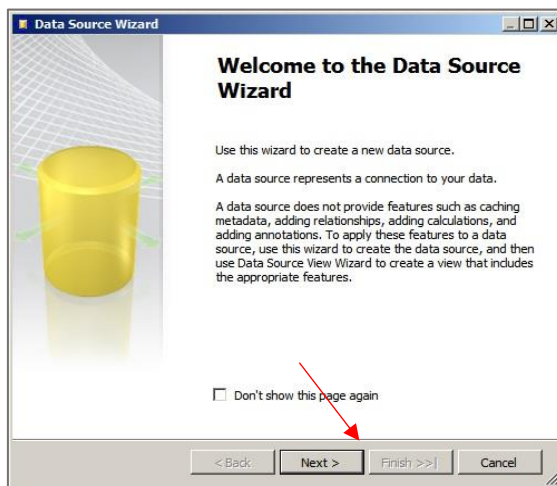 Data Source Wizard
Welcome to the Data Source
Wizard
Use this wizard to create a new data source.
A data source represents a connection to your data.
A data source does not provide features such as caching
metadata, adding relationships, adding calculations, and
adding annotations. To apply these features to a data
source, use this wizard to create the data source, and then
use Data Source View Wizard to create a view that includes
the appropriate features.
Don't show this page again
< Back Next > Finish >>| Cancel